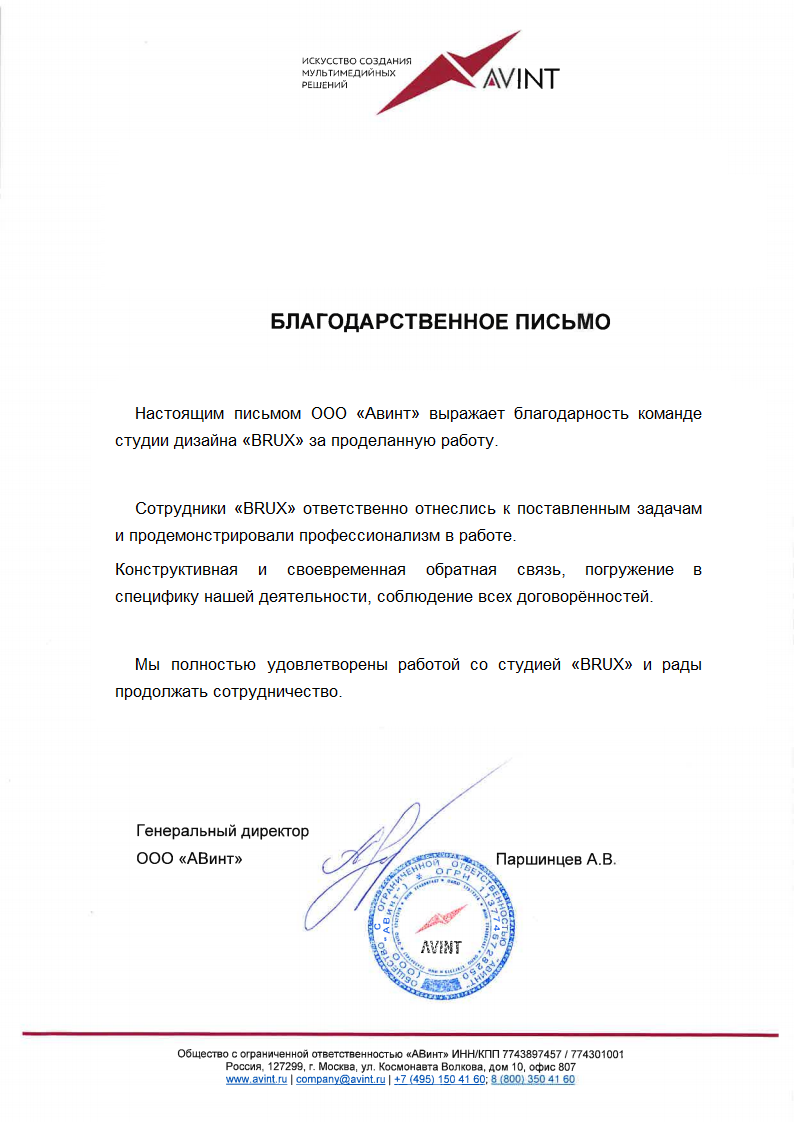 ИСКУССТВО СОЗДАНИЯ
МУЛЬТИМЕДИЙНЫХ
РЕШЕНИЙ
AVINT
БЛАГОДАРСТВЕННОЕ ПИСЬМО
Настоящим письмом ООО «Авинт» выражает благодарность команде
студии дизайна «BRUX» за проделанную работу.
Сотрудники «BRUX» ответственно отнеслись к поставленным задачам
и продемонстрировали профессионализм в работе.
Конструктивная и своевременная обратная связь, погружение в
специфику нашей деятельности, соблюдение всех договорённостей.
Мы полностью удовлетворены работой со студией «BRUX» и рады
продолжать сотрудничество.
Генеральный директор
ООО «АВинт»
Паршинцев А.В.
ОБЩЕСТВО С ОГРАНИЧЕННОЙ ОТВЕТСТВЕННОСТЬЮ "АВИНТ"
(ООО "АВинт") * ОГРН 1137746728250
AVINT
Общество с ограниченной ответственностью «АВинт» ИНН/КПП 7743897457 / 774301001
Россия, 127299, г. Москва, ул. Космонавта Волкова, дом 10, офис 807
www.avint.ru | company@avint.ru | +7 (495) 150 41 60; 8 (800) 350 41 60